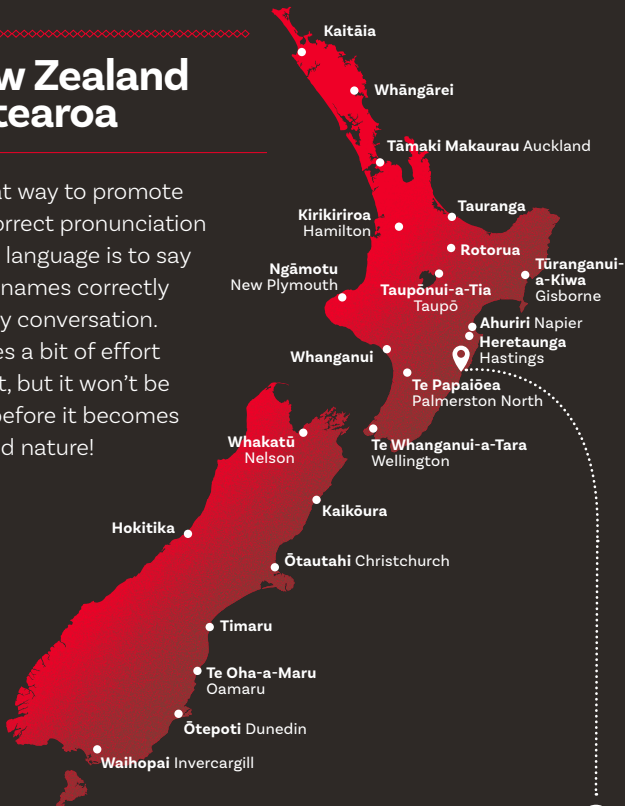 w Zealand
tearoa
at way to promote
orrect pronunciation
language is to say
names correctly
y conversation.
es a bit of effort
t, but it won’t be
before it becomes
d nature!
Kaitāia
Whāngārei
Tāmaki Makaurau Auckland
Tauranga
Kirikiriroa
Hamilton
Rotorua
Tūranganui-
a-Kiwa
Gisborne
Ngāmotu
New Plymouth
Taupōnui-a-Tia
Taupō
Ahuriri Napier
Heretaunga
Hastings
Whanganui
Te Papaiōea
Palmerston North
Te Whanganui-a-Tara
Wellington
Whakatū
Nelson
Kaikōura
Hokitika
Ōtautahi Christchurch
Timaru
Te Oha-a-Maru
Oamaru
Ōtepoti Dunedin
Waihopai Invercargill